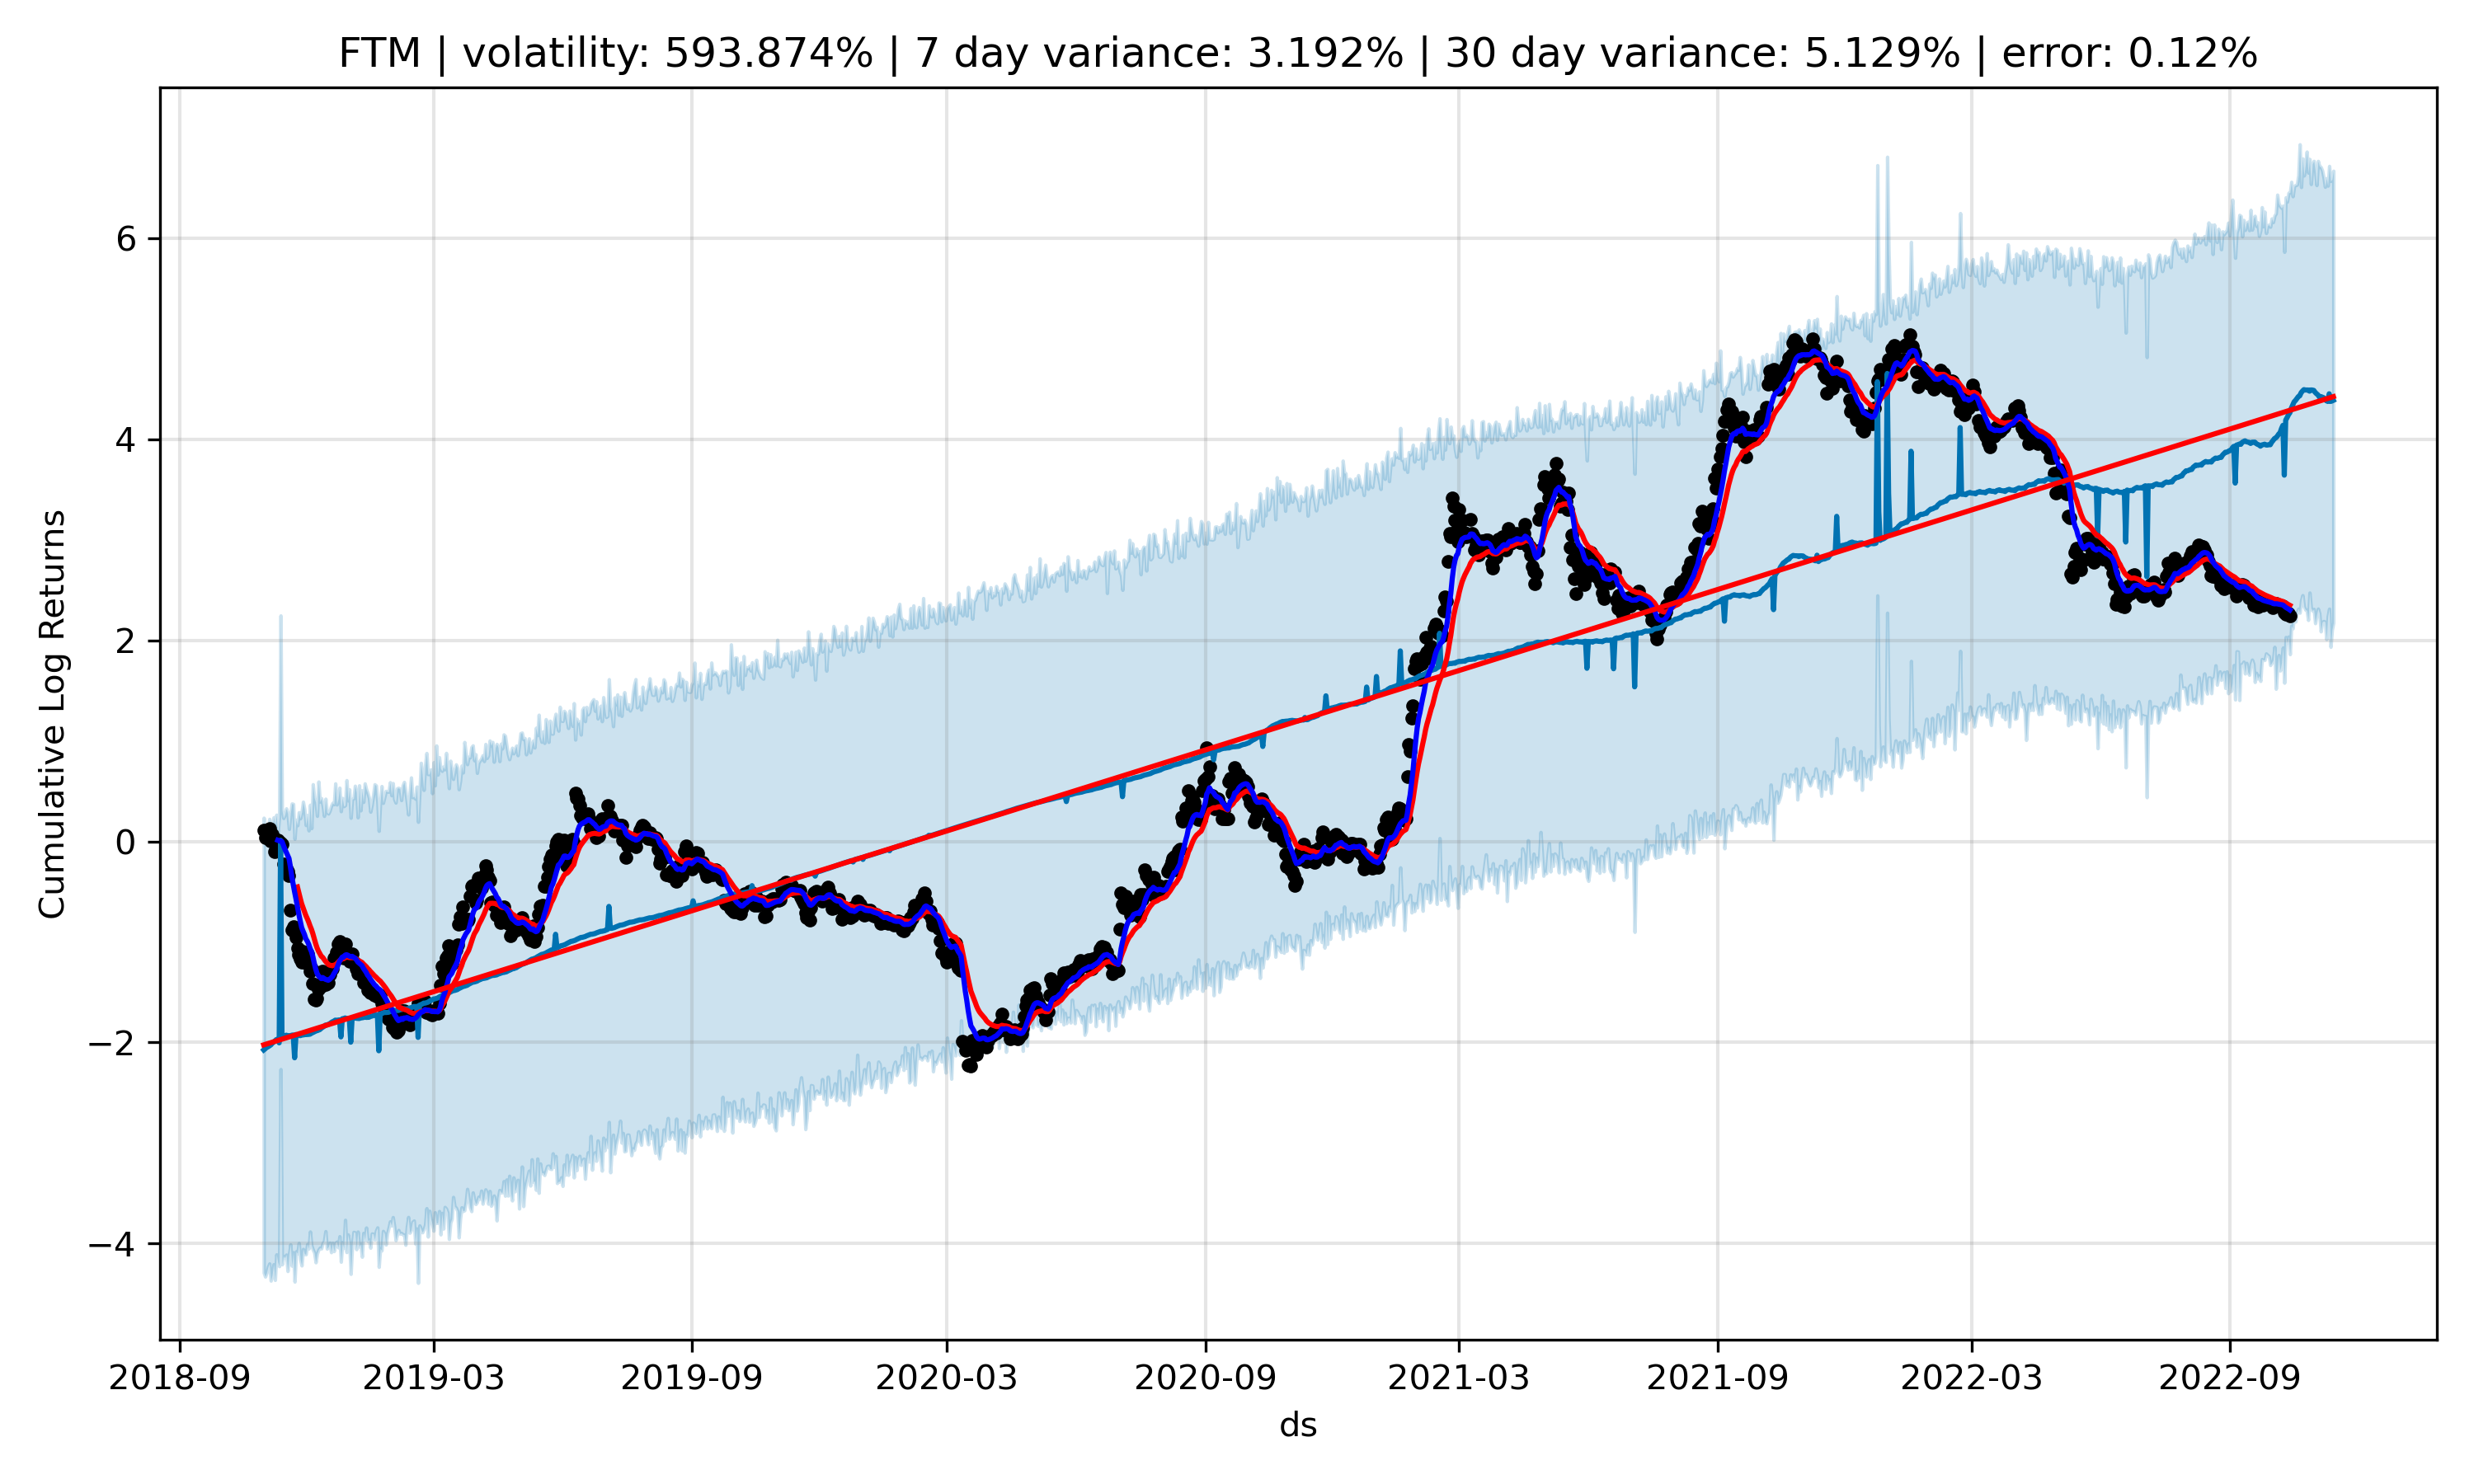 FTM | volatility: 593.874% | 7 day variance: 3.192% | 30 day variance: 5.129% | error: 0.12%
Cumulative Log Returns
6
4
2
0
−2
−4
2018-09 2019-03 2019-09 2020-03 2020-09 2021-03 2021-09 2022-03 2022-09
ds